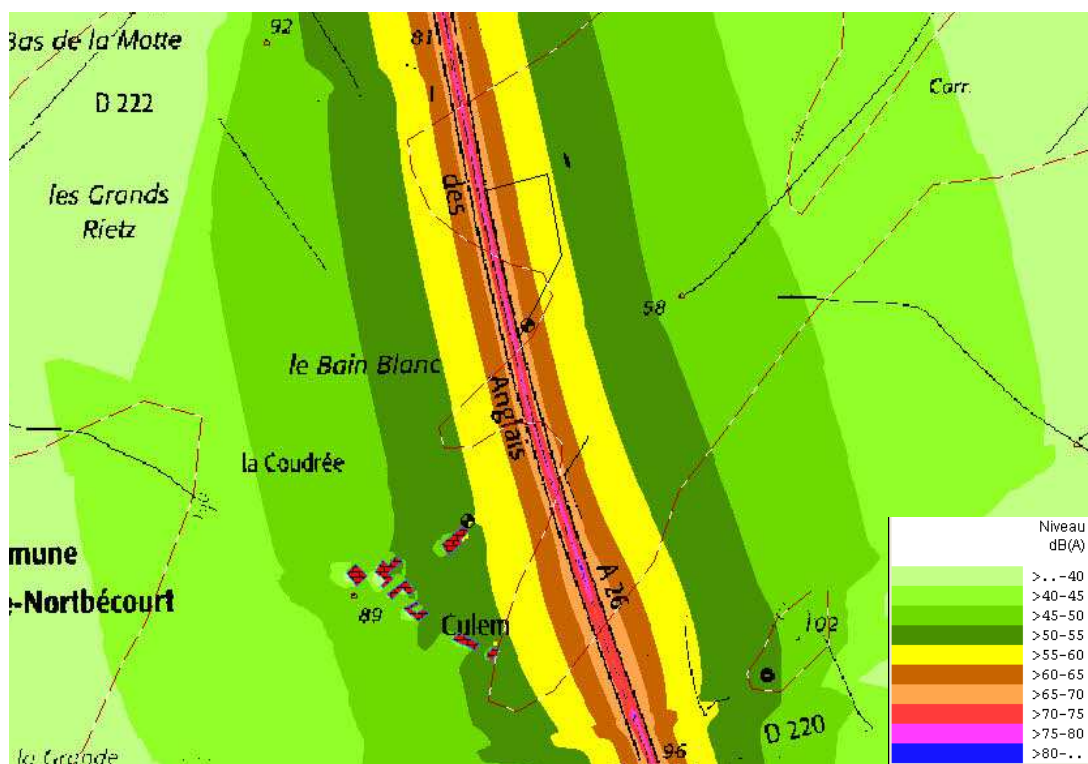 Bas de la Motte
92
81
D 222
Carr.
les Grands
Rietz
des
58
le Bain Blanc
Anglais
la Coudrée
mune
e-Nortbécourt
89
Culem
A 26
102
D 220
96
la Grande
Niveau
dB(A)
>..-40
>40-45
>45-50
>50-55
>55-60
>60-65
>65-70
>70-75
>75-80
>80-..